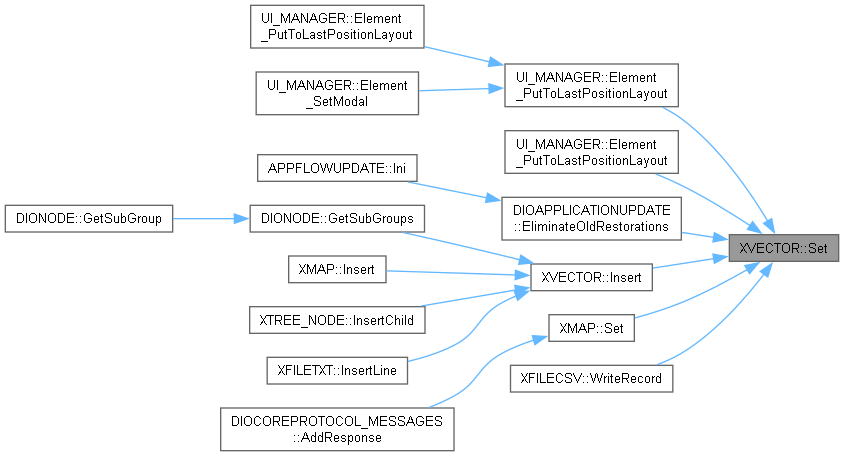 UI_MANAGER::Element
_PutToLastPositionLayout
UI_MANAGER::Element
_SetModal
UI_MANAGER::Element
_PutToLastPositionLayout
UI_MANAGER::Element
_PutToLastPositionLayout
APPFLOWUPDATE::Ini
DIOAPPLICATIONUPDATE
::EliminateOldRestorations
DIONODE::GetSubGroup
DIONODE::GetSubGroups
XVECTOR::Set
XMAP::Insert
XVECTOR::Insert
XTREE_NODE::InsertChild
XMAP::Set
XFILETXT::InsertLine
XFILECSV::WriteRecord
DIOCOREPROTOCOL_MESSAGES
::AddResponse